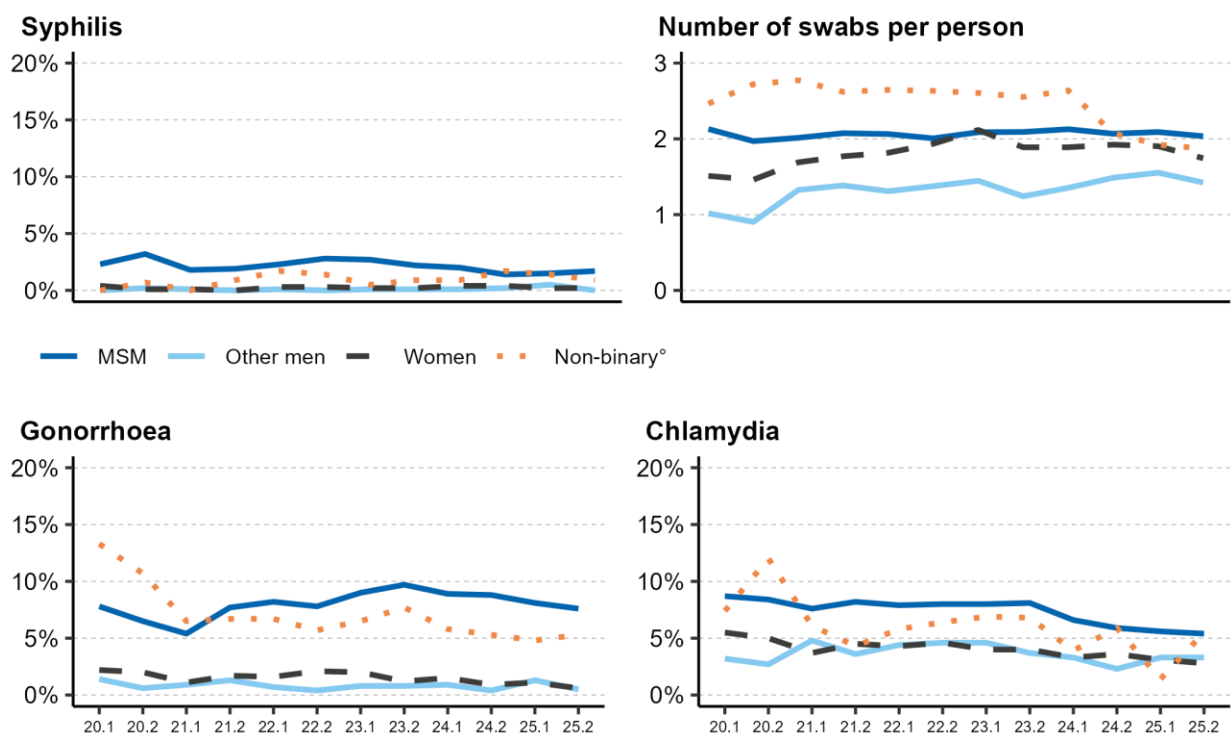 Syphilis
20%
15%
10%
5%
0%
Number of swabs per person
3
2
1
0
MSM Other men Women Non-binary°
Gonorrhoea
20%
15%
10%
5%
0%
20.1 20.2 21.1 21.2 22.1 22.2 23.1 23.2 24.1 24.2 25.1 25.2
Chlamydia
20%
15%
10%
5%
0%
20.1 20.2 21.1 21.2 22.1 22.2 23.1 23.2 24.1 24.2 25.1 25.2